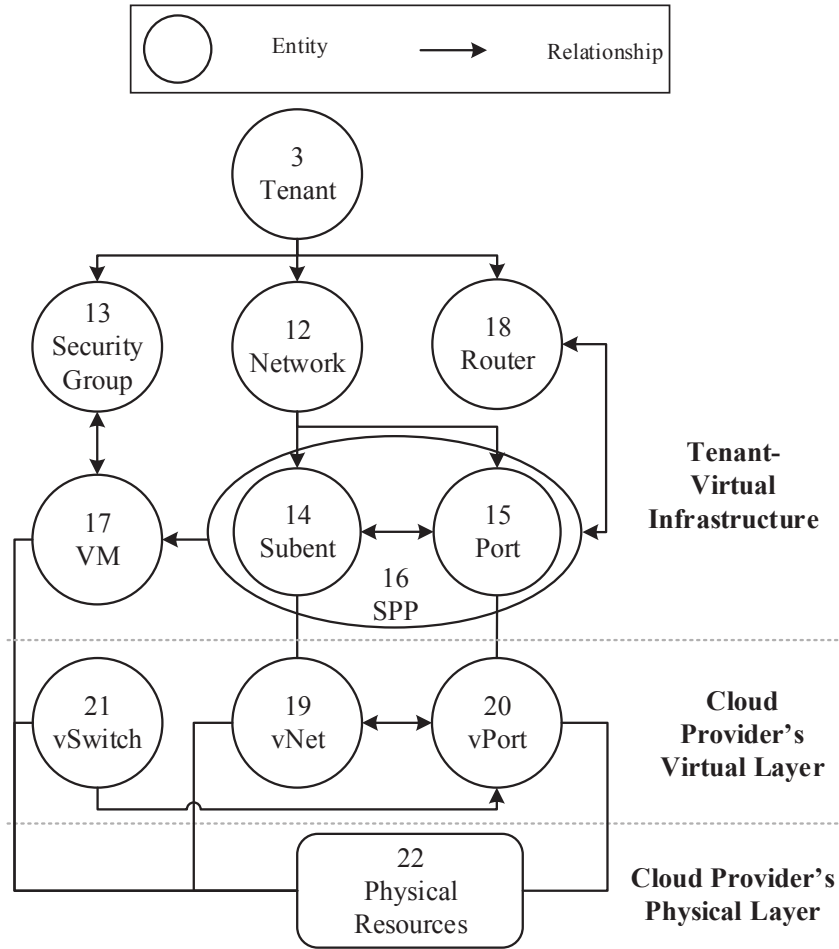 Entity
Relationship
3
Tenant
13
Security
Group
12
Network
18
Router
Tenant-
Virtual
Infrastructure
17
VM
14
Subent
15
Port
16
SPP
21
vSwitch
19
vNet
20
vPort
Cloud
Provider’s
Virtual Layer
22
Physical
Resources
Cloud Provider’s
Physical Layer